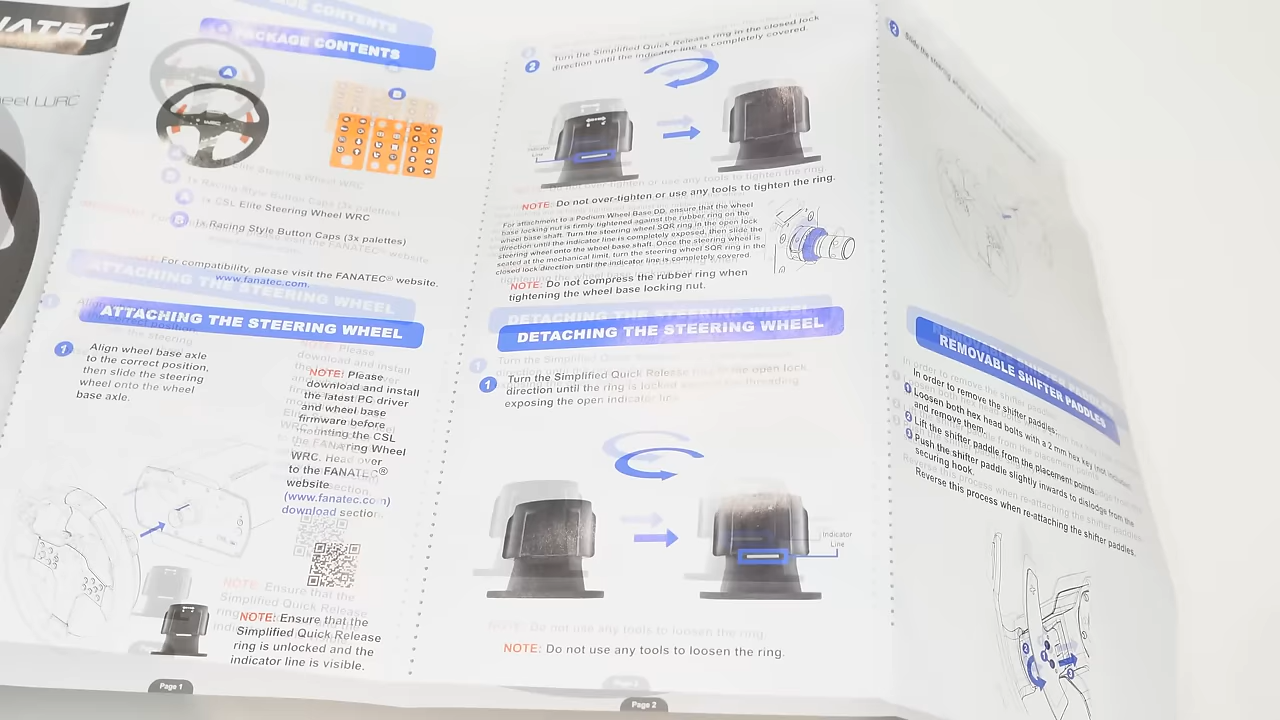 NATEC®
heel WRC
PACKAGE CONTENTS
A
B
A 1x CSL Elite Steering Wheel WRC
B 1x Racing Style Button Caps (3x palettes)
For compatibility, please visit the FANATEC® website.
www.fanatec.com.
ATTACHING THE STEERING WHEEL
1 Align wheel base axle
to the correct position,
then slide the steering
wheel onto the wheel
base axle.
NOTE: Please
download and install
the latest PC driver
and wheel base
firmware before
mounting the CSL
WRC. Head over
to the FANATEC®
website
(www.fanatec.com)
download section.
NOTE: Ensure that the
Simplified Quick Release
ring is unlocked and the
indicator line is visible.
Page 1
2 Turn the Simplified Quick Release ring in the closed lock
direction until the indicator line is completely covered.
NOTE: Do not over-tighten or use any tools to tighten the ring.
For attachment to a Podium Wheel Base DD, ensure that the wheel
base locking nut is firmly tightened against the rubber ring on the
wheel base shaft. Turn the steering wheel SQR ring in the open lock
direction until the indicator line is completely exposed, then slide the
steering wheel onto the wheel base shaft. Once the steering wheel is
seated at the mechanical limit, turn the steering wheel SQR ring in the
closed lock direction until the indicator line is completely covered.
NOTE: Do not compress the rubber ring when
tightening the wheel base locking nut.
DETACHING THE STEERING WHEEL
1 Turn the Simplified Quick Release ring in the open lock
direction until the ring is
exposing the open indicator line.
Indicator
Line
NOTE: Do not use any tools to loosen the ring.
Page 2
2 Slide the steering wheel away
REMOVABLE SHIFTER PADDLES
In order to remove the shifter paddles:
1 Loosen both hex head bolts with a 2 mm hex key (not included)
and remove them.
2 Lift the shifter paddle from the placement points.
3 Push the shifter paddle slightly inwards to dislodge from the
securing hook.
Reverse this process when re-attaching the shifter paddles.